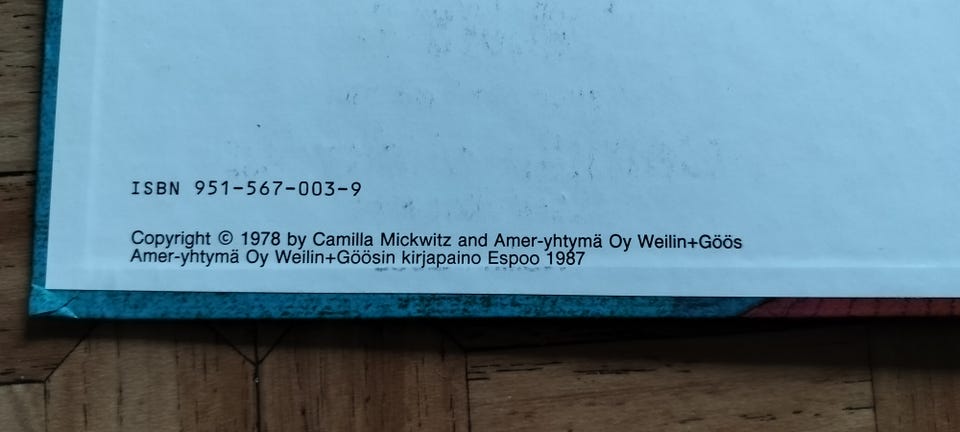 ISBN 951-567-003-9
Copyright © 1978 by Camilla Mickwitz and Amer-yhtymä Oy Weilin+Göös
Amer-yhtymä Oy Weilin+Göösin kirjapaino Espoo 1987